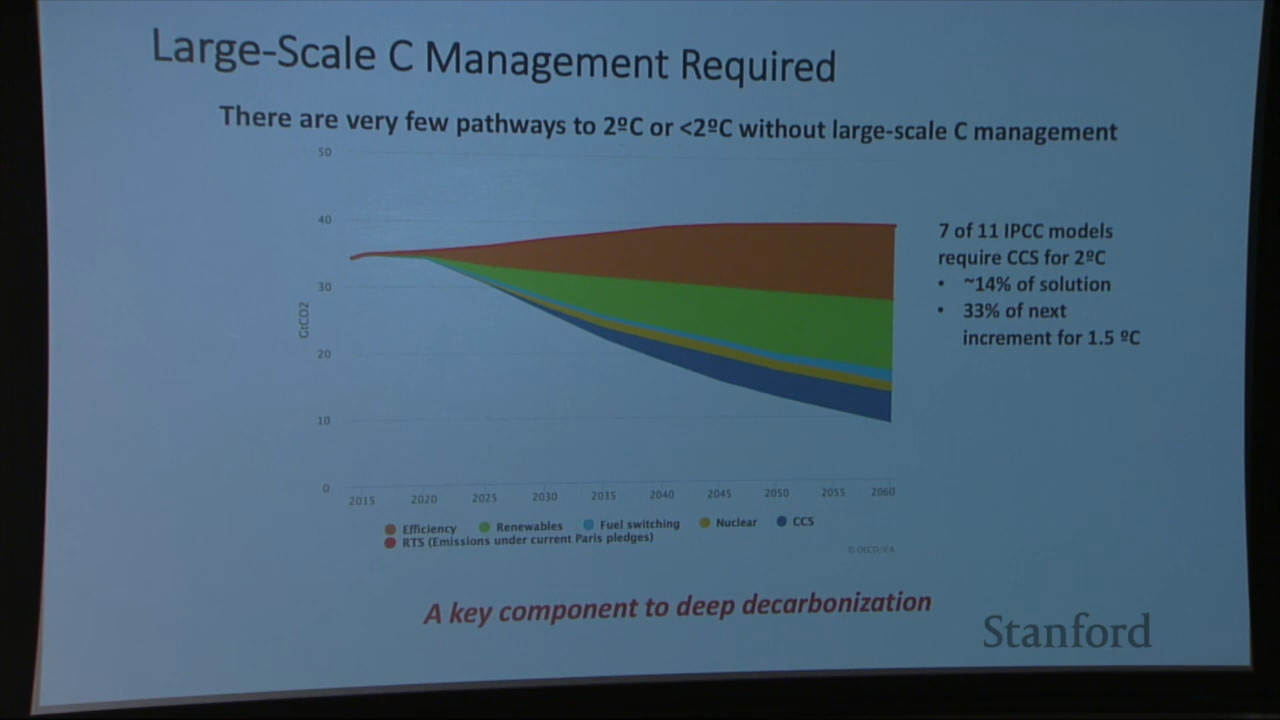 Large-Scale C Management Required
There are very few pathways to 2ºC or <2ºC without large-scale C management
50
40
30
20
10
0
GtCO2
2015 2020 2025 2030 2035 2040 2045 2050 2055 2060
Efficiency Renewables Fuel switching Nuclear CCS
RTS (Emissions under current Paris pledges)
© OECD/IEA
7 of 11 IPCC models
require CCS for 2ºC
• ~14% of solution
• 33% of next
increment for 1.5 ºC
A key component to deep decarbonization
Stanford